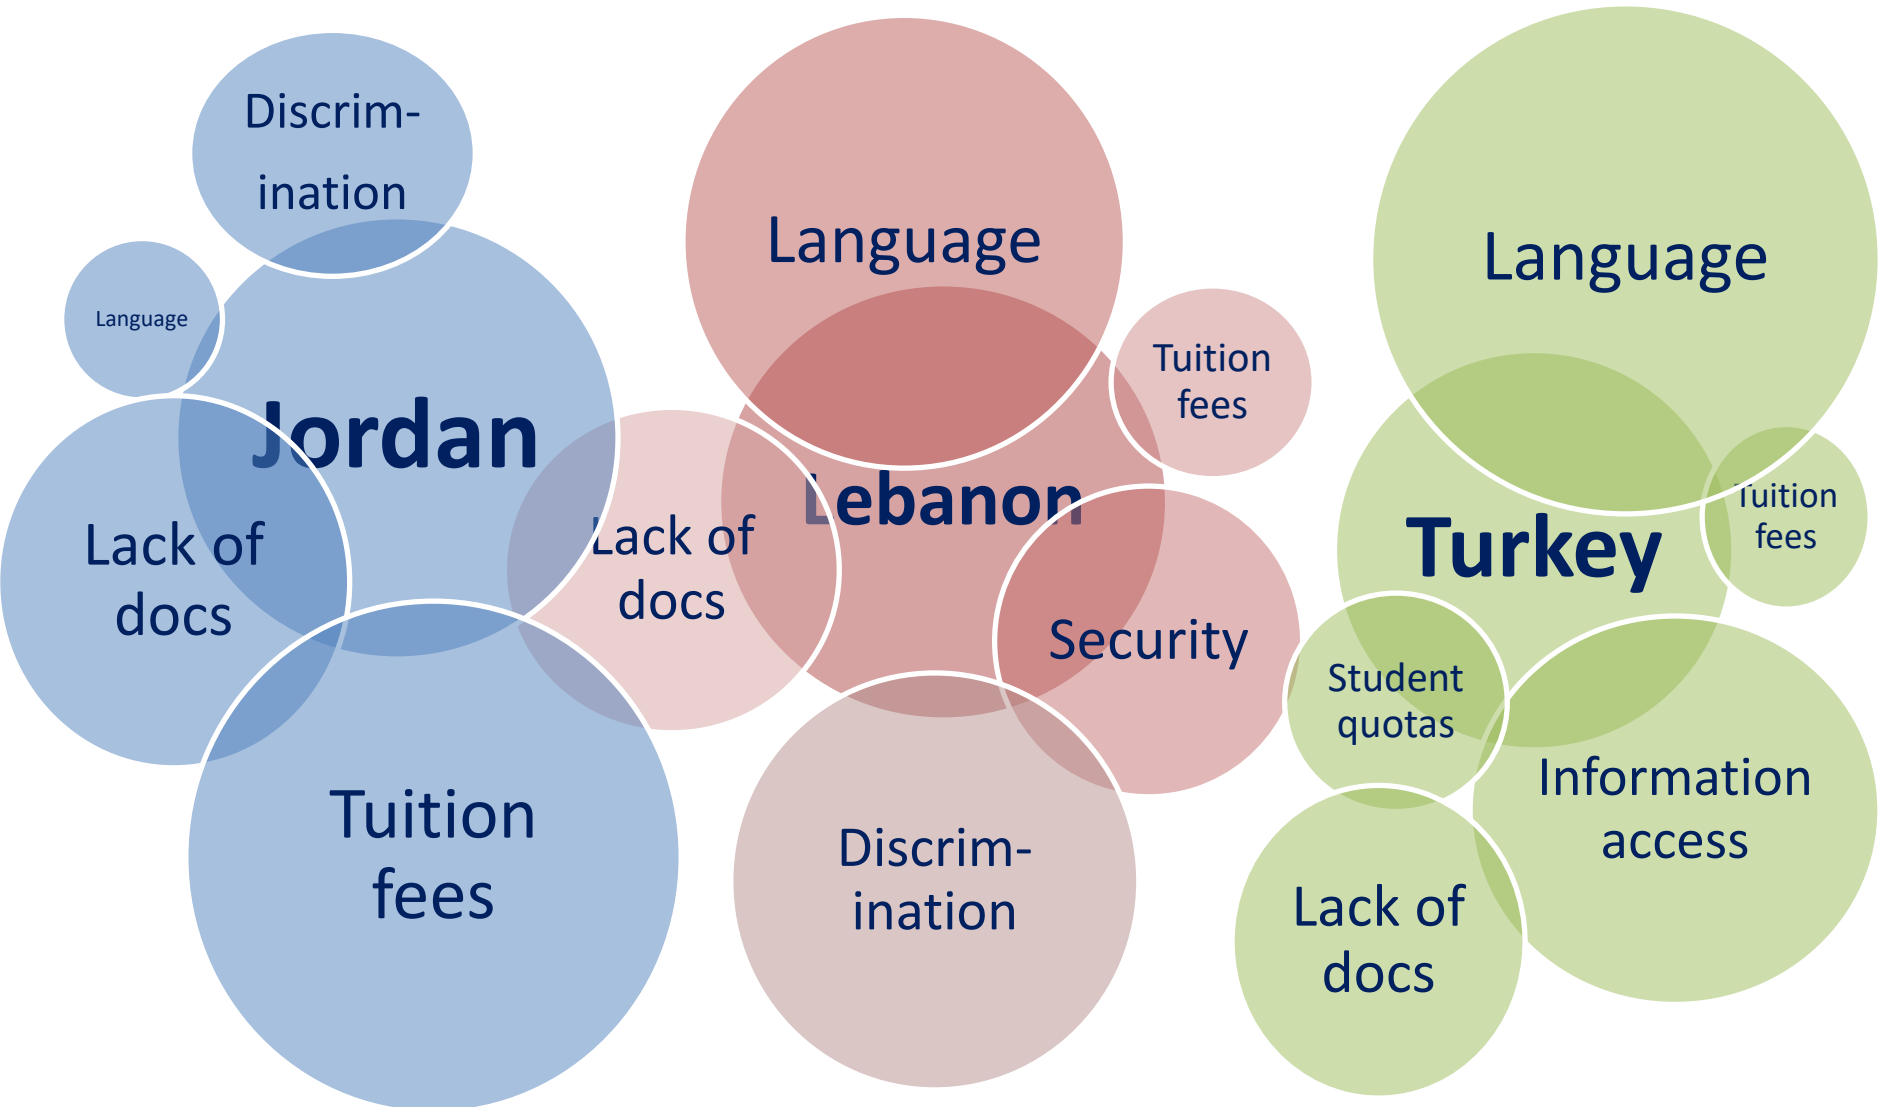 Discrim-
ination
Language
Jordan
Lack of
docs
Tuition
fees
Language
Tuition
fees
Lebanon
Lack of
docs
Security
Discrim-
ination
Language
Tuition
fees
Turkey
Student
quotas
Information
access
Lack of
docs